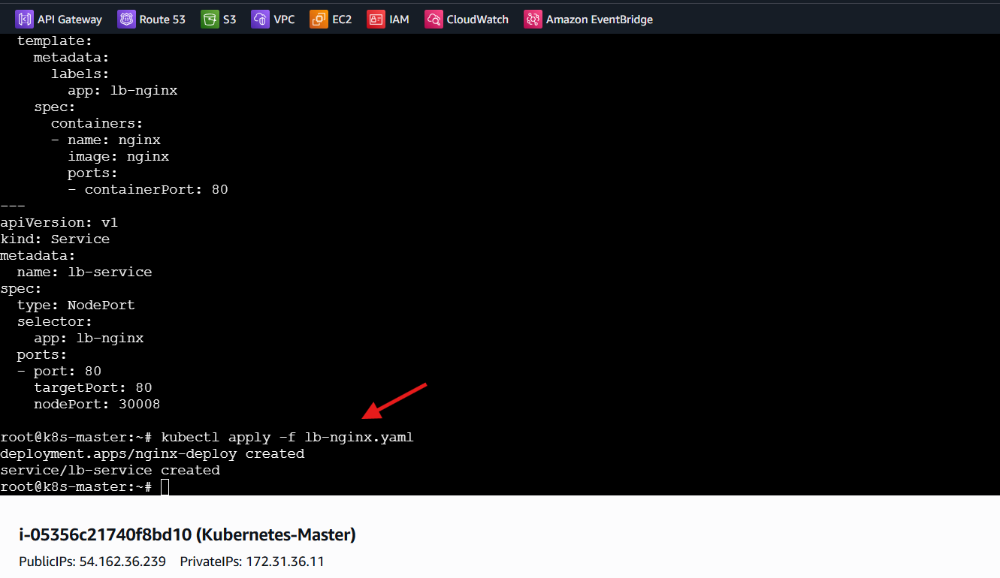 API Gateway Route 53 S3 VPC EC2 IAM CloudWatch Amazon EventBridge
  template:
    metadata:
      labels:
        app: lb-nginx
    spec:
      containers:
      - name: nginx
        image: nginx
        ports:
        - containerPort: 80
---
apiVersion: v1
kind: Service
metadata:
  name: lb-service
spec:
  type: NodePort
  selector:
    app: lb-nginx
  ports:
  - port: 80
    targetPort: 80
    nodePort: 30008
root@k8s-master:~# kubectl apply -f lb-nginx.yaml
deployment.apps/nginx-deploy created
service/lb-service created
root@k8s-master:~#
i-05356c21740f8bd10 (Kubernetes-Master)
PublicIPs: 54.162.36.239 PrivateIPs: 172.31.36.11